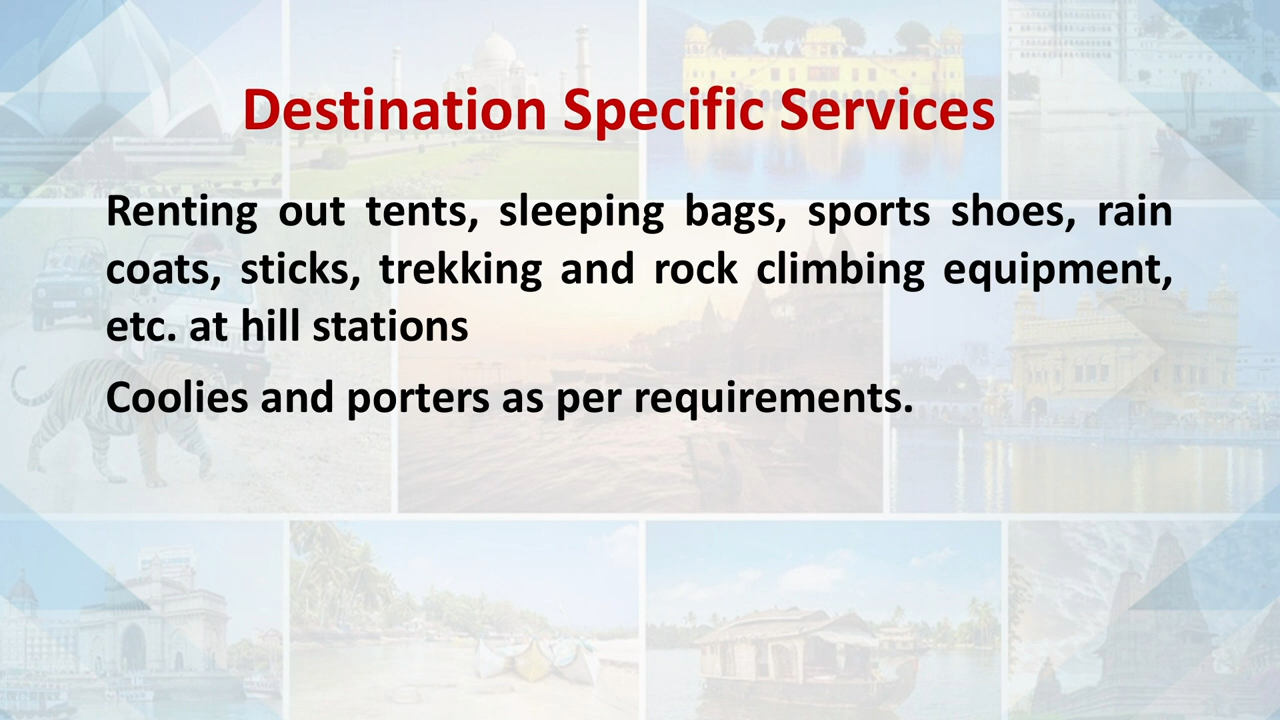 Destination Specific Services
Renting out tents, sleeping bags, sports shoes, rain
coats, sticks, trekking and rock climbing equipment,
etc. at hill stations
Coolies and porters as per requirements.